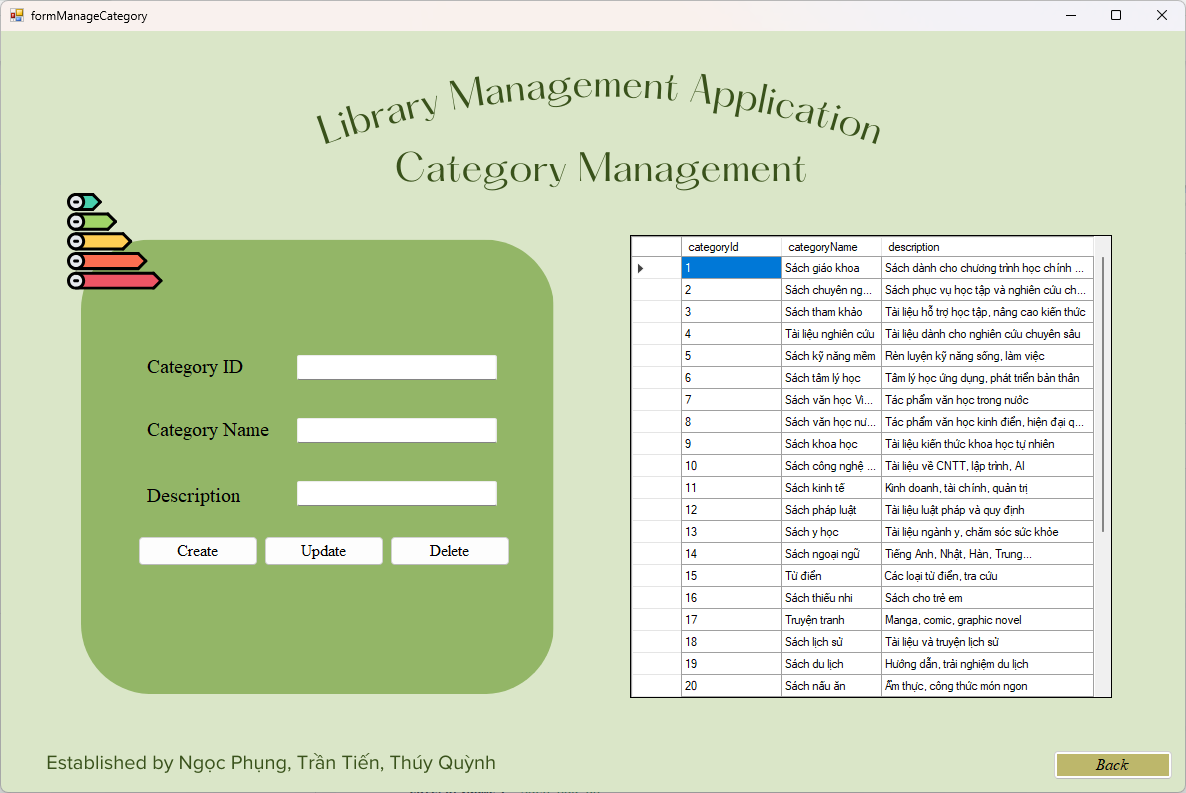 formManageCategory
Library Management Application
Category Management
Category ID
Category Name
Description
Create Update Delete
categoryId categoryName description
1 Sách giáo khoa Sách dành cho chương trình học chính ...
2 Sách chuyên ng... Sách phục vụ học tập và nghiên cứu ch...
3 Sách tham khảo Tài liệu hỗ trợ học tập, nâng cao kiến thức
4 Tài liệu nghiên cứu Tài liệu dành cho nghiên cứu chuyên sâu
5 Sách kỹ năng mềm Rèn luyện kỹ năng sống, làm việc
6 Sách tâm lý học Tâm lý học ứng dụng, phát triển bản thân
7 Sách văn học Vi... Tác phẩm văn học trong nước
8 Sách văn học nư... Tác phẩm văn học kinh điển, hiện đại q...
9 Sách khoa học Tài liệu kiến thức khoa học tự nhiên
10 Sách công nghệ ... Tài liệu về CNTT, lập trình, AI
11 Sách kinh tế Kinh doanh, tài chính, quản trị
12 Sách pháp luật Tài liệu luật pháp và quy định
13 Sách y học Tài liệu ngành y, chăm sóc sức khỏe
14 Sách ngoại ngữ Tiếng Anh, Nhật, Hàn, Trung...
15 Từ điển Các loại từ điển, tra cứu
16 Sách thiếu nhi Sách cho trẻ em
17 Truyện tranh Manga, comic, graphic novel
18 Sách lịch sử Tài liệu và truyện lịch sử
19 Sách du lịch Hướng dẫn, trải nghiệm du lịch
20 Sách nấu ăn Ẩm thực, công thức món ngon
Established by Ngọc Phụng, Trần Tiến, Thúy Quỳnh
Back